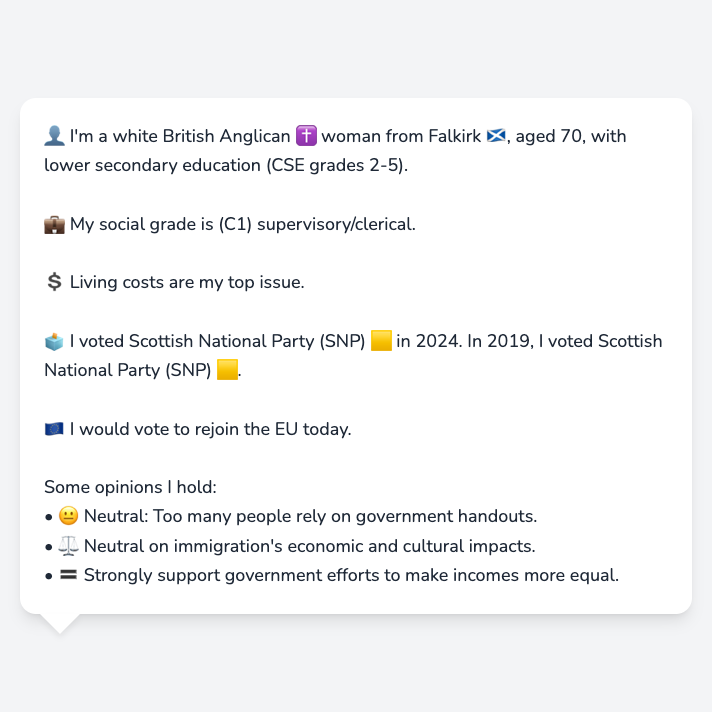 👤 I'm a white British Anglican ✝️ woman from Falkirk 🏴󠁧󠁢󠁳󠁣󠁴󠁿, aged 70, with
lower secondary education (CSE grades 2-5).
💼 My social grade is (C1) supervisory/clerical.
💲 Living costs are my top issue.
🗳️ I voted Scottish National Party (SNP) 🟨 in 2024. In 2019, I voted Scottish
National Party (SNP) 🟨.
🇪🇺 I would vote to rejoin the EU today.
Some opinions I hold:
• 😐 Neutral: Too many people rely on government handouts.
• ⚖️ Neutral on immigration's economic and cultural impacts.
• 🟰 Strongly support government efforts to make incomes more equal.